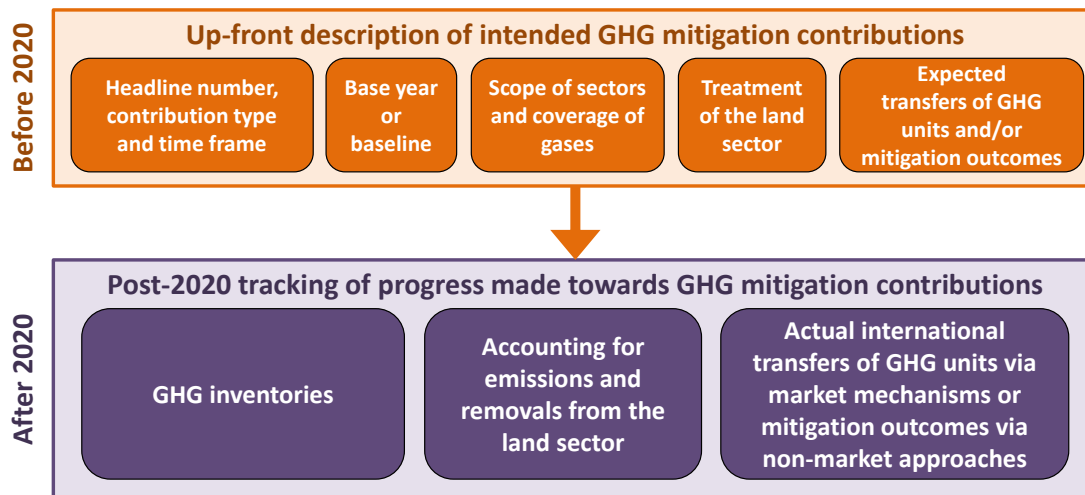 Before 2020
Up-front description of intended GHG mitigation contributions
Headline number,
contribution type
and time frame
Base year
or
baseline
Scope of sectors
and coverage of
gases
Treatment
of the land
sector
Expected
transfers of GHG
units and/or
mitigation outcomes
After 2020
Post-2020 tracking of progress made towards GHG mitigation contributions
GHG inventories
Accounting for
emissions and
removals from the
land sector
Actual international
transfers of GHG units via
market mechanisms or
mitigation outcomes via
non-market approaches